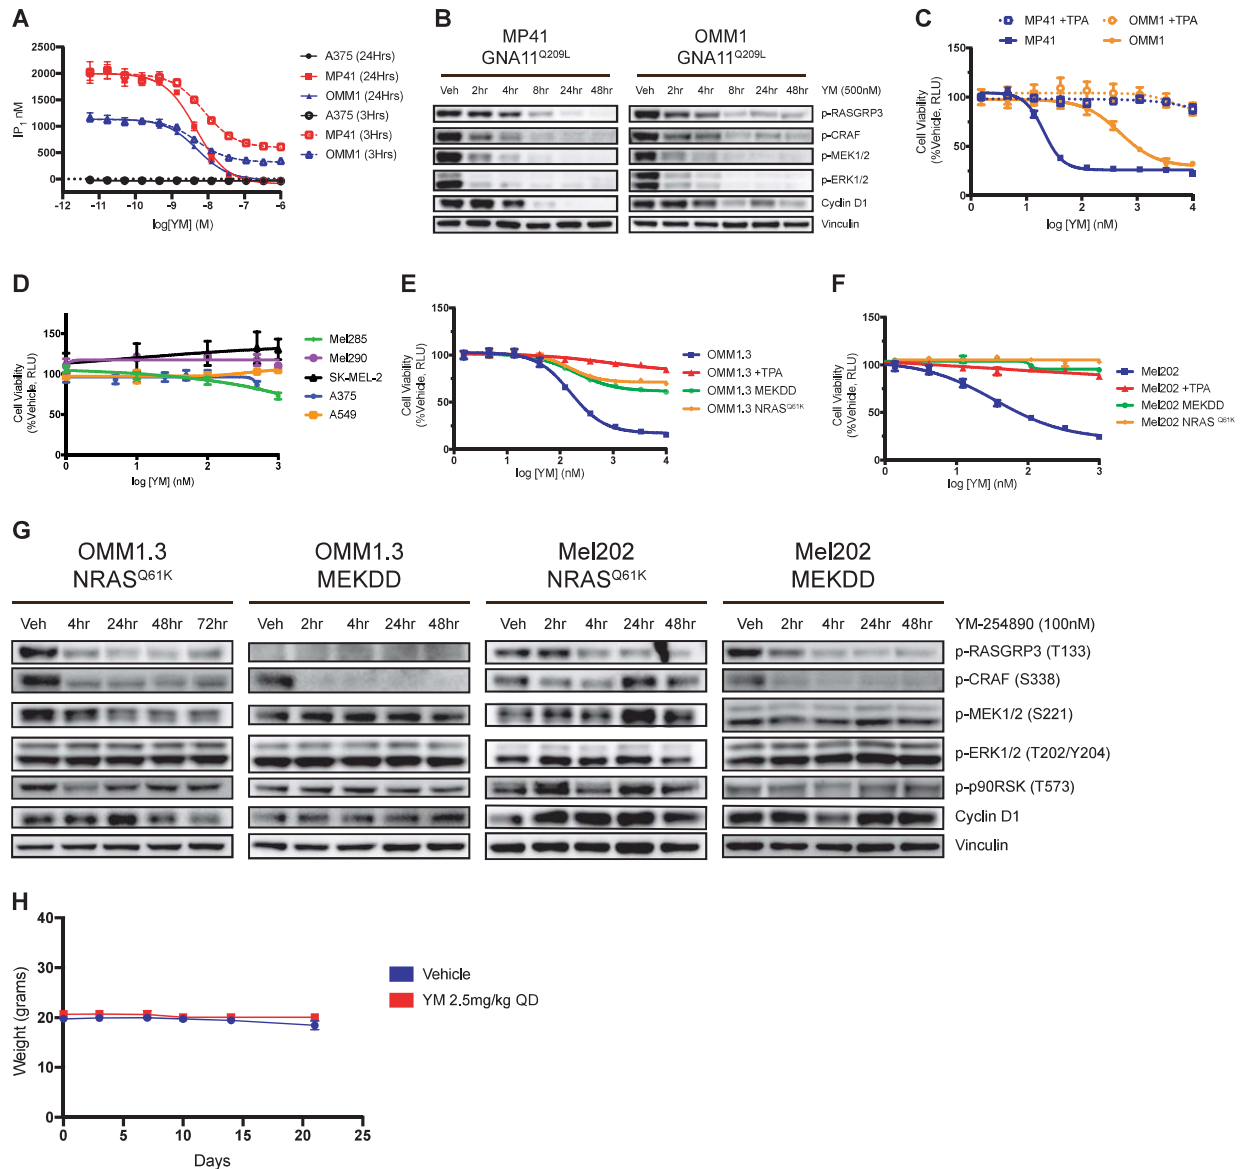 A
2500
2000
1500
1000
500
0
IP1 nM
-12 -11 -10 -9 -8 -7 -6
log[YM] (M)
A375 (24Hrs)
MP41 (24Hrs)
OMM1 (24Hrs)
A375 (3Hrs)
MP41 (3Hrs)
OMM1 (3Hrs)
B
MP41
GNA11Q209L
OMM1
GNA11Q209L
Veh 2hr 4hr 8hr 24hr 48hr
Veh 2hr 4hr 8hr 24hr 48hr
YM (500nM)
p-RASGRP3
p-CRAF
p-MEK1/2
p-ERK1/2
Cyclin D1
Vinculin
C
MP41 +TPA
OMM1 +TPA
MP41
OMM1
150
100
50
0
Cell Viability
(%Vehicle, RLU)
0 1 2 3 4
log [YM] (nM)
D
150
100
50
0
Cell Viability
(%Vehicle, RLU)
0 1 2 3
log [YM] (nM)
Mel285
Mel290
SK-MEL-2
A375
A549
E
150
100
50
0
Cell Viability
(%Vehicle, RLU)
0 1 2 3 4
log [YM] (nM)
OMM1.3
OMM1.3 +TPA
OMM1.3 MEKDD
OMM1.3 NRASQ61K
F
150
100
50
0
Cell Viability
(%Vehicle, RLU)
0 1 2 3
log [YM] (nM)
Mel202
Mel202 +TPA
Mel202 MEKDD
Mel202 NRAS Q61K
G
OMM1.3
NRASQ61K
OMM1.3
MEKDD
Mel202
NRASQ61K
Mel202
MEKDD
Veh 4hr 24hr 48hr 72hr
Veh 2hr 4hr 24hr 48hr
Veh 2hr 4hr 24hr 48hr
Veh 2hr 4hr 24hr 48hr
YM-254890 (100nM)
p-RASGRP3 (T133)
p-CRAF (S338)
p-MEK1/2 (S221)
p-ERK1/2 (T202/Y204)
p-p90RSK (T573)
Cyclin D1
Vinculin
H
40
30
20
10
0
Weight (grams)
0 5 10 15 20 25
Days
Vehicle
YM 2.5mg/kg QD